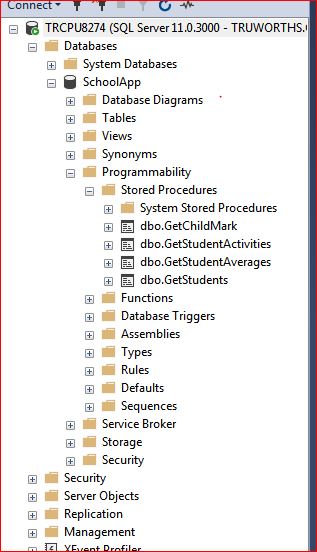 Connect
TRCPU8274 (SQL Server 11.0.3000 - TRUWORTHS.
Databases
System Databases
SchoolApp
Database Diagrams
Tables
Views
Synonyms
Programmability
Stored Procedures
System Stored Procedures
dbo.GetChildMark
dbo.GetStudentActivities
dbo.GetStudentAverages
dbo.GetStudents
Functions
Database Triggers
Assemblies
Types
Rules
Defaults
Sequences
Service Broker
Storage
Security
Security
Server Objects
Replication
Management
XEvent Profiler